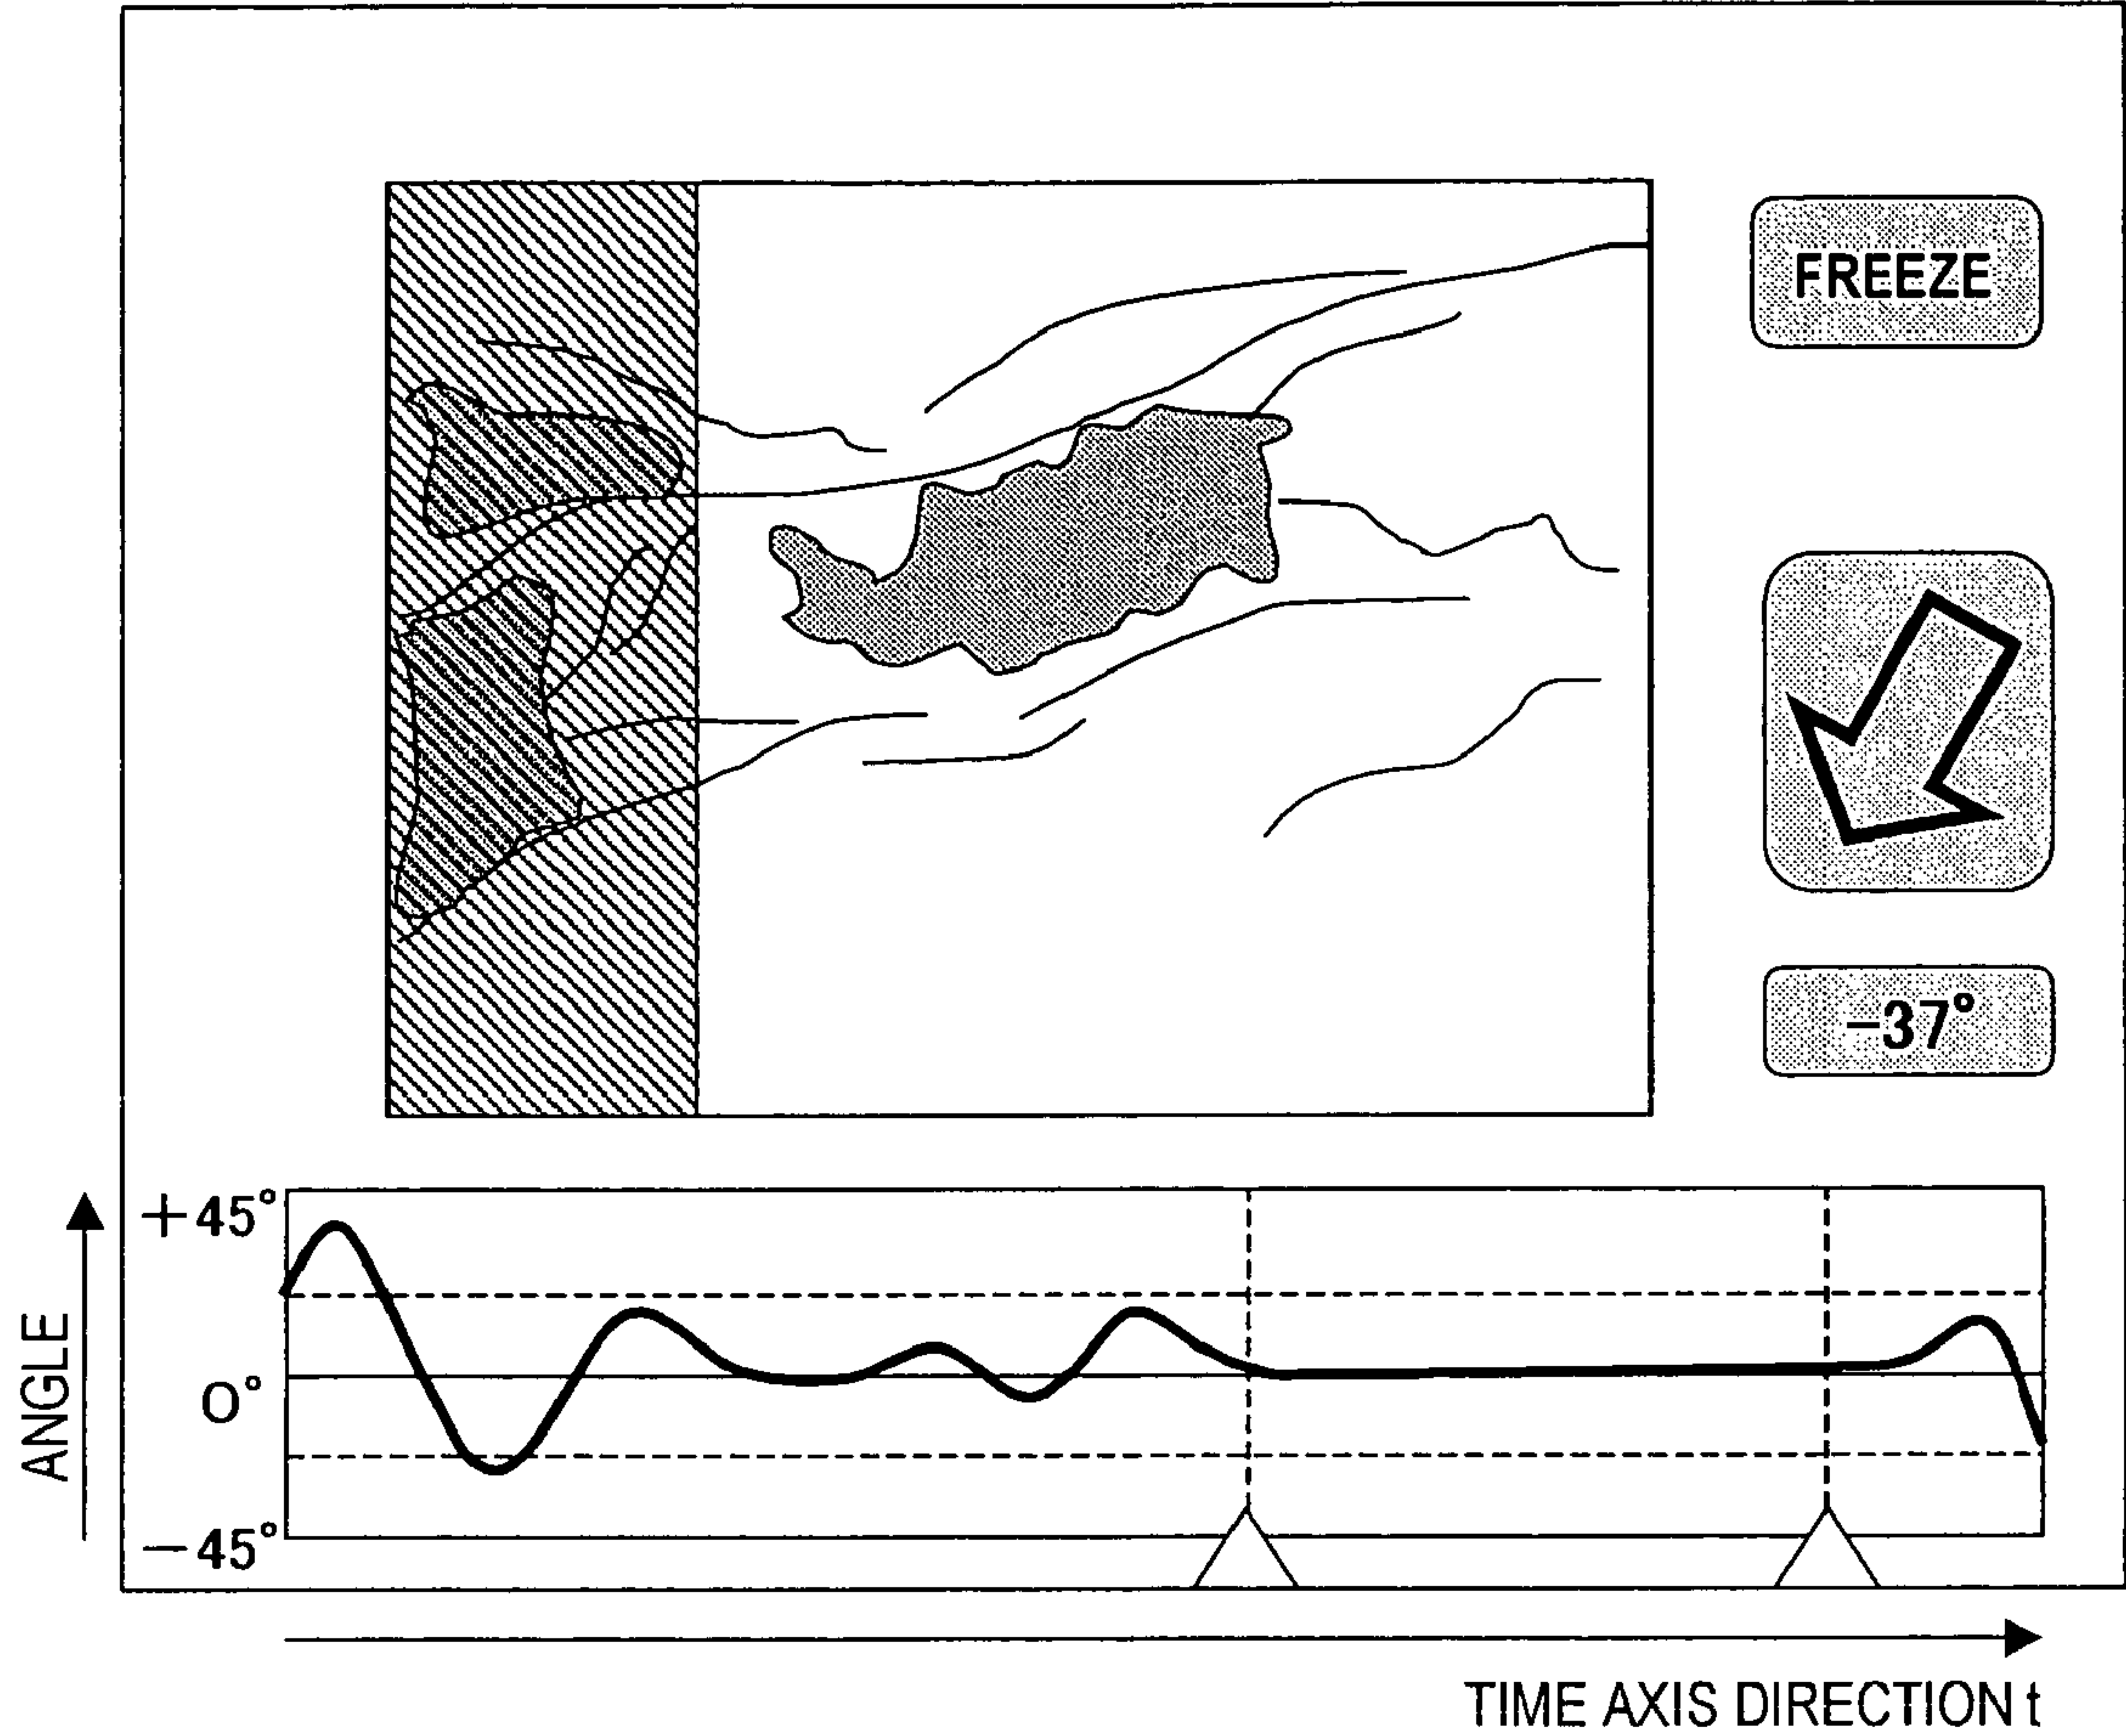 FREEZE
−37°
+45°
0°
−45°
ANGLE
TIME AXIS DIRECTION t